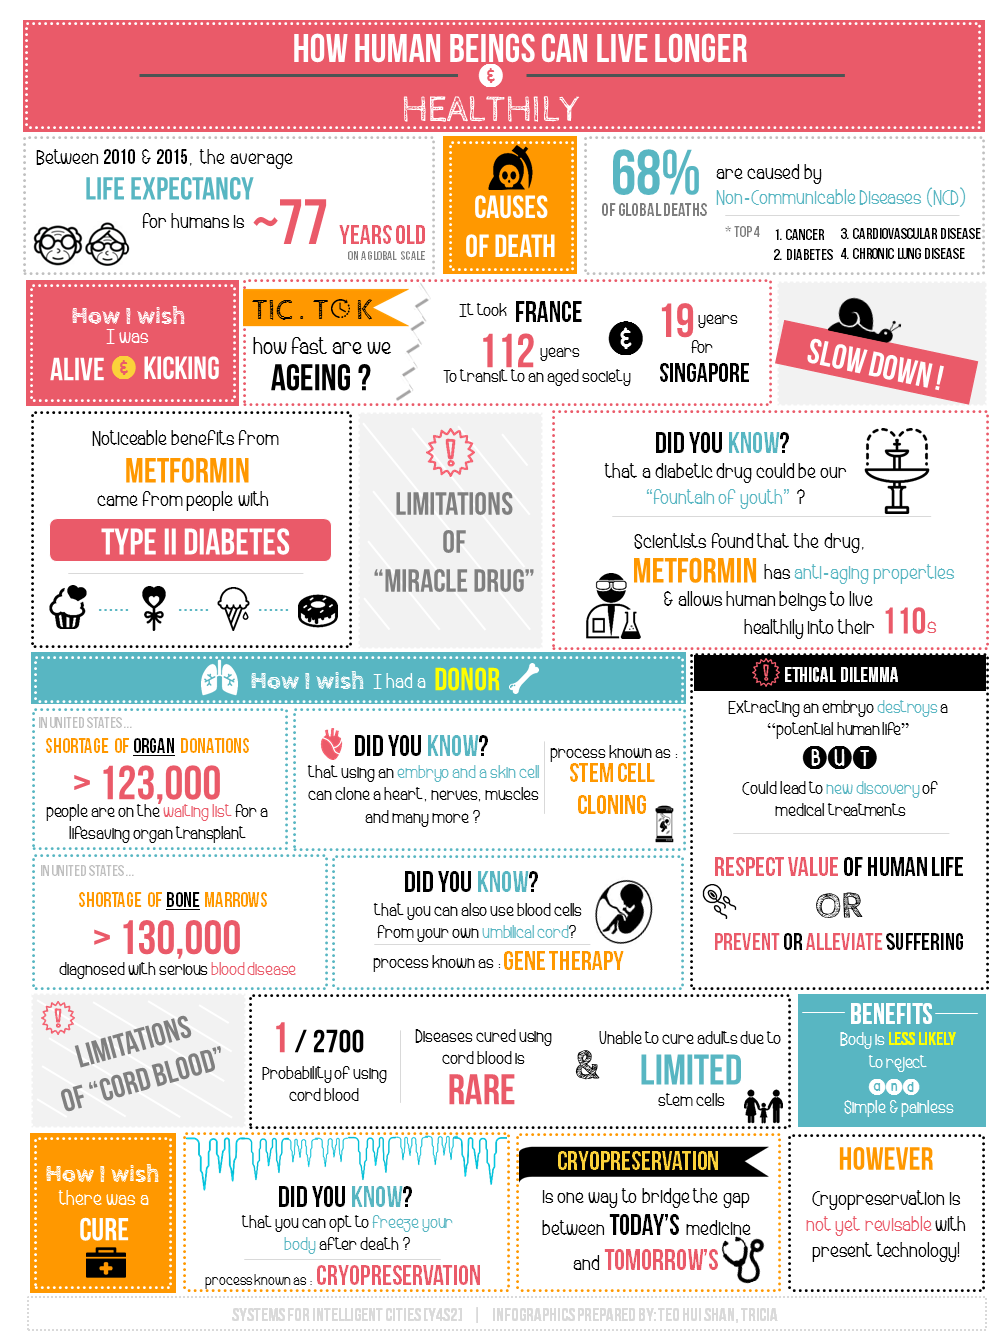 HOW HUMAN BEINGS CAN LIVE LONGER
&
HEALTHILY
Between 2010 & 2015, the average
LIFE EXPECTANCY
for humans is ~77 YEARS OLD
ON A GLOBAL SCALE
CAUSES
OF DEATH
68%
OF GLOBAL DEATHS
are caused by
Non-Communicable Diseases (NCD)
* TOP 4
1. CANCER
2. DIABETES
3. CARDIOVASCULAR DISEASE
4. CHRONIC LUNG DISEASE
How I wish
I was
ALIVE & KICKING
TIC. TOK
how fast are we
AGEING ?
It took FRANCE
112 years
To transit to an aged society
&
19 years
for
SINGAPORE
SLOW DOWN !
Noticeable benefits from
METFORMIN
came from people with
TYPE II DIABETES
!
LIMITATIONS
OF
"MIRACLE DRUG"
DID YOU KNOW?
that a diabetic drug could be our
"fountain of youth" ?
Scientists found that the drug,
METFORMIN has anti-aging properties
& allows human beings to live
healthily into their 110s
How I wish I had a DONOR
IN UNITED STATES...
SHORTAGE OF ORGAN DONATIONS
> 123,000
people are on the waiting list for a
lifesaving organ transplant
DID YOU KNOW?
that using an embryo and a skin cell
can clone a heart, nerves, muscles
and many more ?
process known as :
STEM CELL
CLONING
! ETHICAL DILEMMA
Extracting an embryo destroys a
"potential human life"
BUT
Could lead to new discovery of
medical treatments
RESPECT VALUE OF HUMAN LIFE
OR
PREVENT OR ALLEVIATE SUFFERING
IN UNITED STATES...
SHORTAGE OF BONE MARROWS
> 130,000
diagnosed with serious blood disease
DID YOU KNOW?
that you can also use blood cells
from your own umbilical cord?
process known as : GENE THERAPY
!
LIMITATIONS
OF "CORD BLOOD"
1 / 2700
Probability of using
cord blood
Diseases cured using
cord blood is
RARE
&
Unable to cure adults due to
LIMITED
stem cells
BENEFITS
Body is LESS LIKELY
to reject
and
Simple & painless
How I wish
there was a
CURE
DID YOU KNOW?
that you can opt to freeze your
body after death ?
process known as : CRYOPRESERVATION
CRYOPRESERVATION
Is one way to bridge the gap
between TODAY'S medicine
and TOMORROW'S
HOWEVER
Cryopreservation is
not yet revisable with
present technology!
SYSTEMS FOR INTELLIGENT CITIES [Y4S2] | INFOGRAPHICS PREPARED BY: TEO HUI SHAN, TRICIA